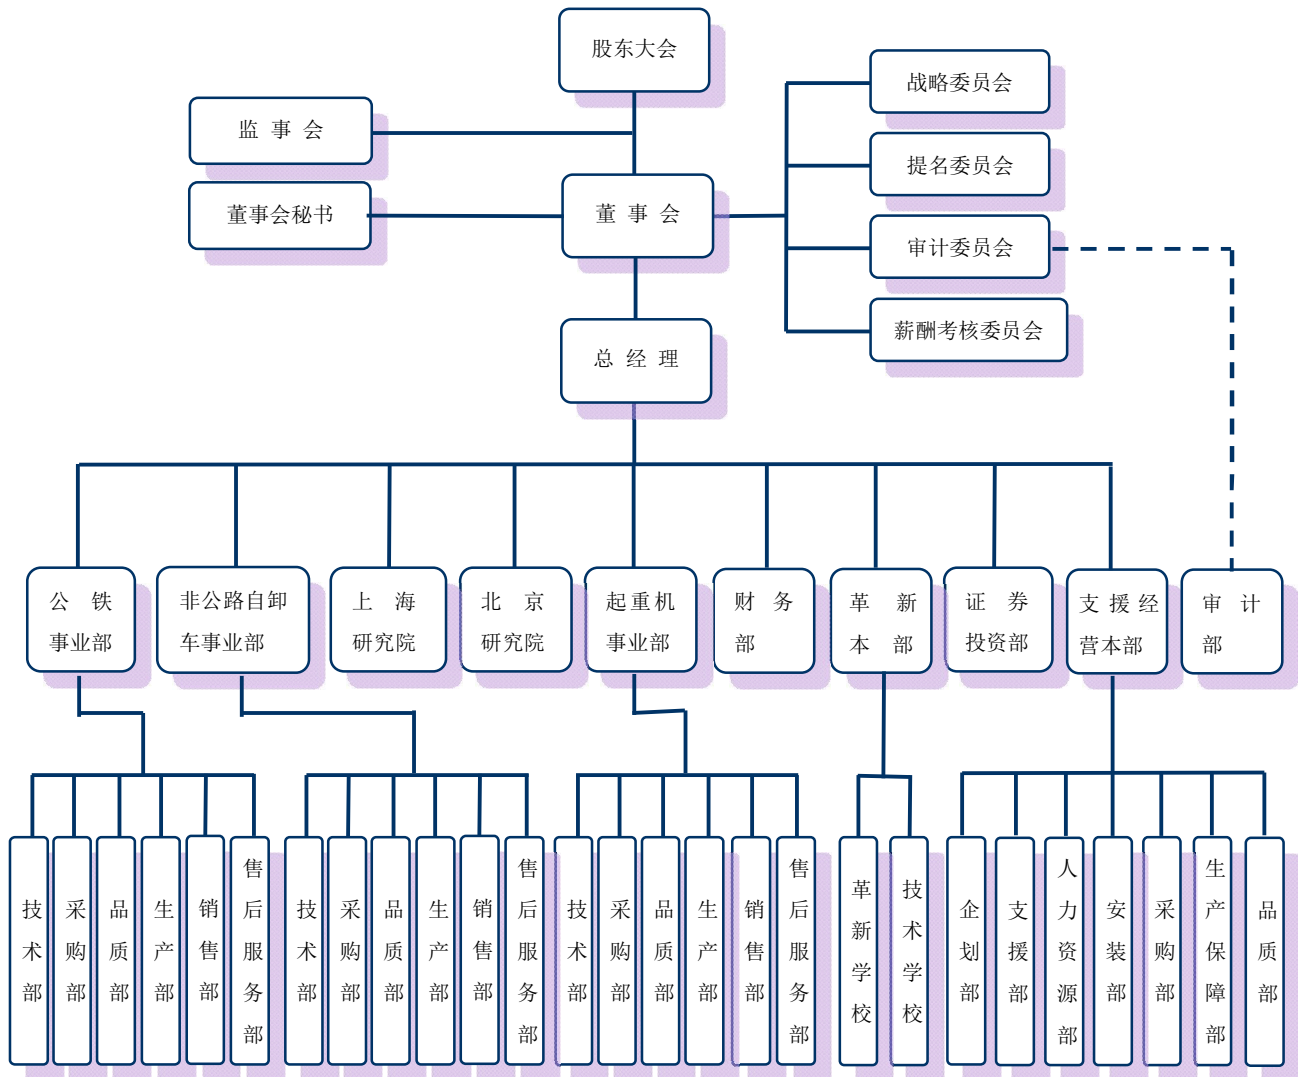 股东大会
战略委员会
监事会
提名委员会
董事会秘书
董事会
审计委员会
薪酬考核委员会
总经理
公铁
事业部
非公路自卸
车事业部
上海
研究院
北京
研究院
起重机
事业部
财务
部
革新
本部
证券
投资部
支援经
营本部
审计
部
技术部
采购部
品质部
生产部
销售部
售后服务部
技术部
采购部
品质部
生产部
销售部
售后服务部
技术部
采购部
品质部
生产部
销售部
售后服务部
革新学校
技术学校
企划部
支援部
人力资源部
安装部
采购部
生产保障部
品质部